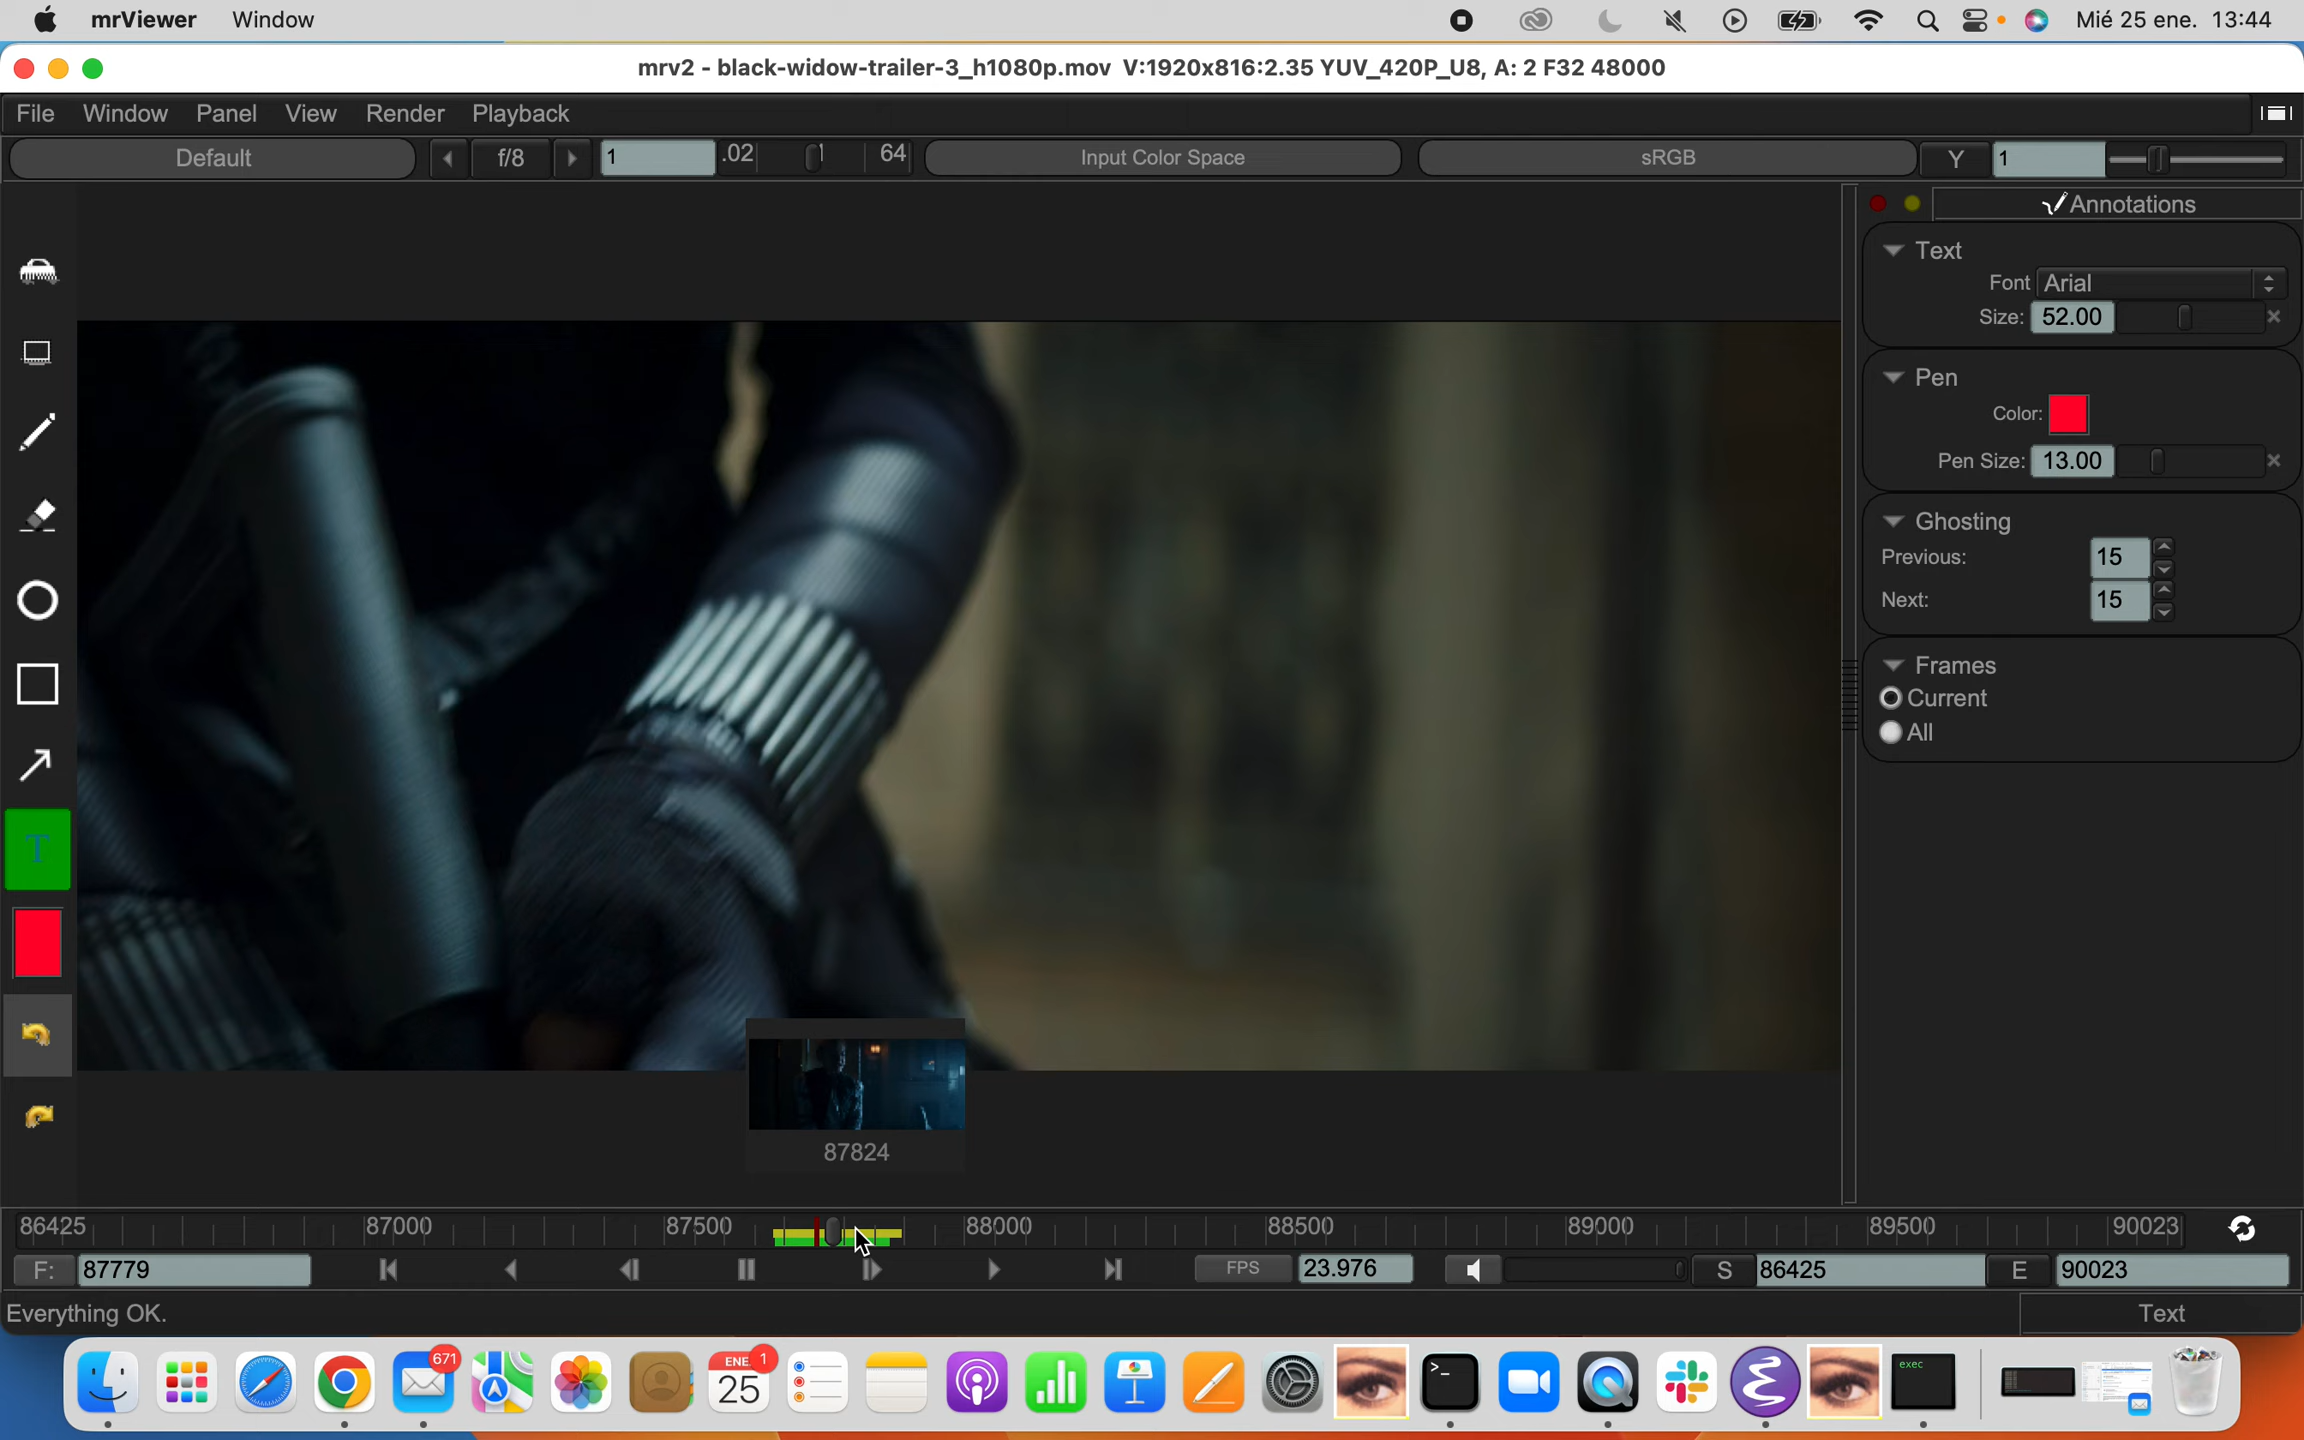 mrViewer Window Mié 25 ene. 13:44
mrv2 - black-widow-trailer-3_h1080p.mov V:1920x816:2.35 YUV_420P_U8, A: 2 F32 48000
File Window Panel View Render Playback
Default f/8 1 .02 1 64 Input Color Space sRGB Y 1
Annotations
Text
Font Arial
Size: 52.00
Pen
Color:
Pen Size: 13.00
Ghosting
Previous: 15
Next: 15
Frames
Current
All
T
87824
86425 87000 87500 88000 88500 89000 89500 90023
F: 87779 FPS 23.976 S 86425 E 90023
Everything OK. Text
671
ENE. 1
25
>_
exec